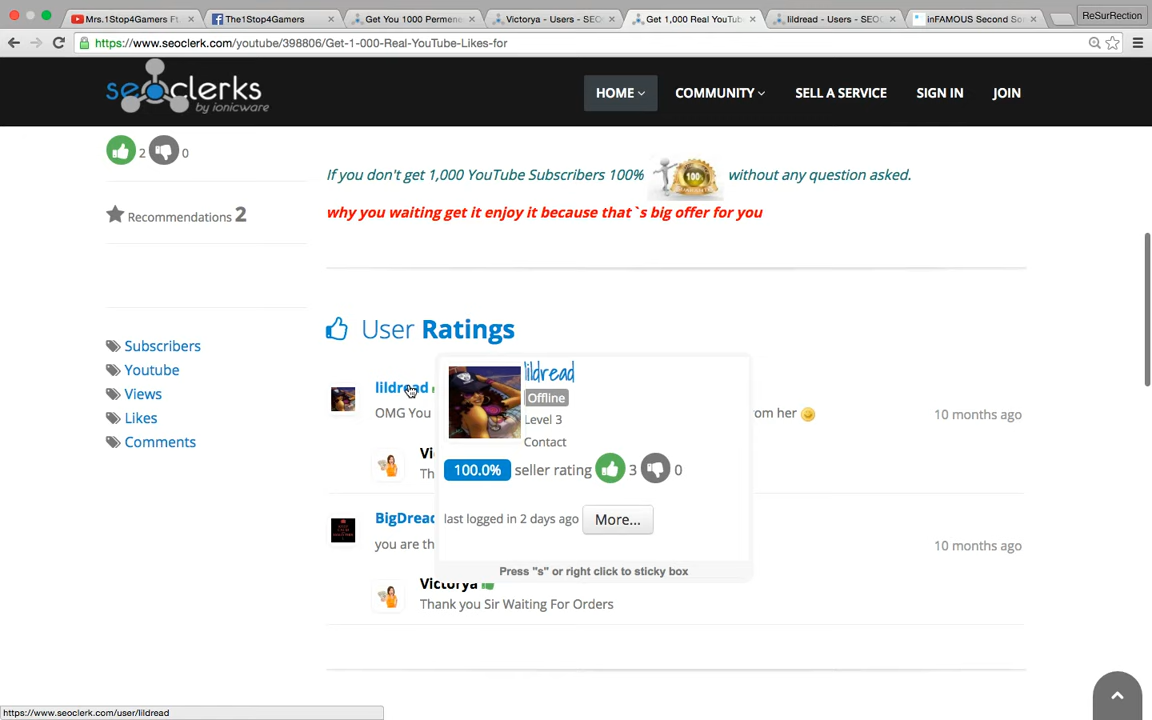 Mrs.1Stop4Gamers Ft
The1Stop4Gamers
Get You 1000 Permene
Victorya - Users - SEO
Get 1,000 Real YouTub
lildread - Users - SEOC
inFAMOUS Second Son
ReSurRection
https://www.seoclerk.com/youtube/398806/Get-1-000-Real-YouTube-Likes-for
seoclerks
by ionicware
HOME
COMMUNITY
SELL A SERVICE
SIGN IN
JOIN
2
0
Recommendations 2
If you don't get 1,000 YouTube Subscribers 100% without any question asked.
why you waiting get it enjoy it because that`s big offer for you
Subscribers
Youtube
Views
Likes
Comments
User Ratings
lildread
OMG You
om her
10 months ago
Vi
Th
lildread
Offline
Level 3
Contact
100.0% seller rating 3 0
last logged in 2 days ago More...
Press "s" or right click to sticky box
BigDread
you are th
10 months ago
Victorya
Thank you Sir Waiting For Orders
https://www.seoclerk.com/user/lildread